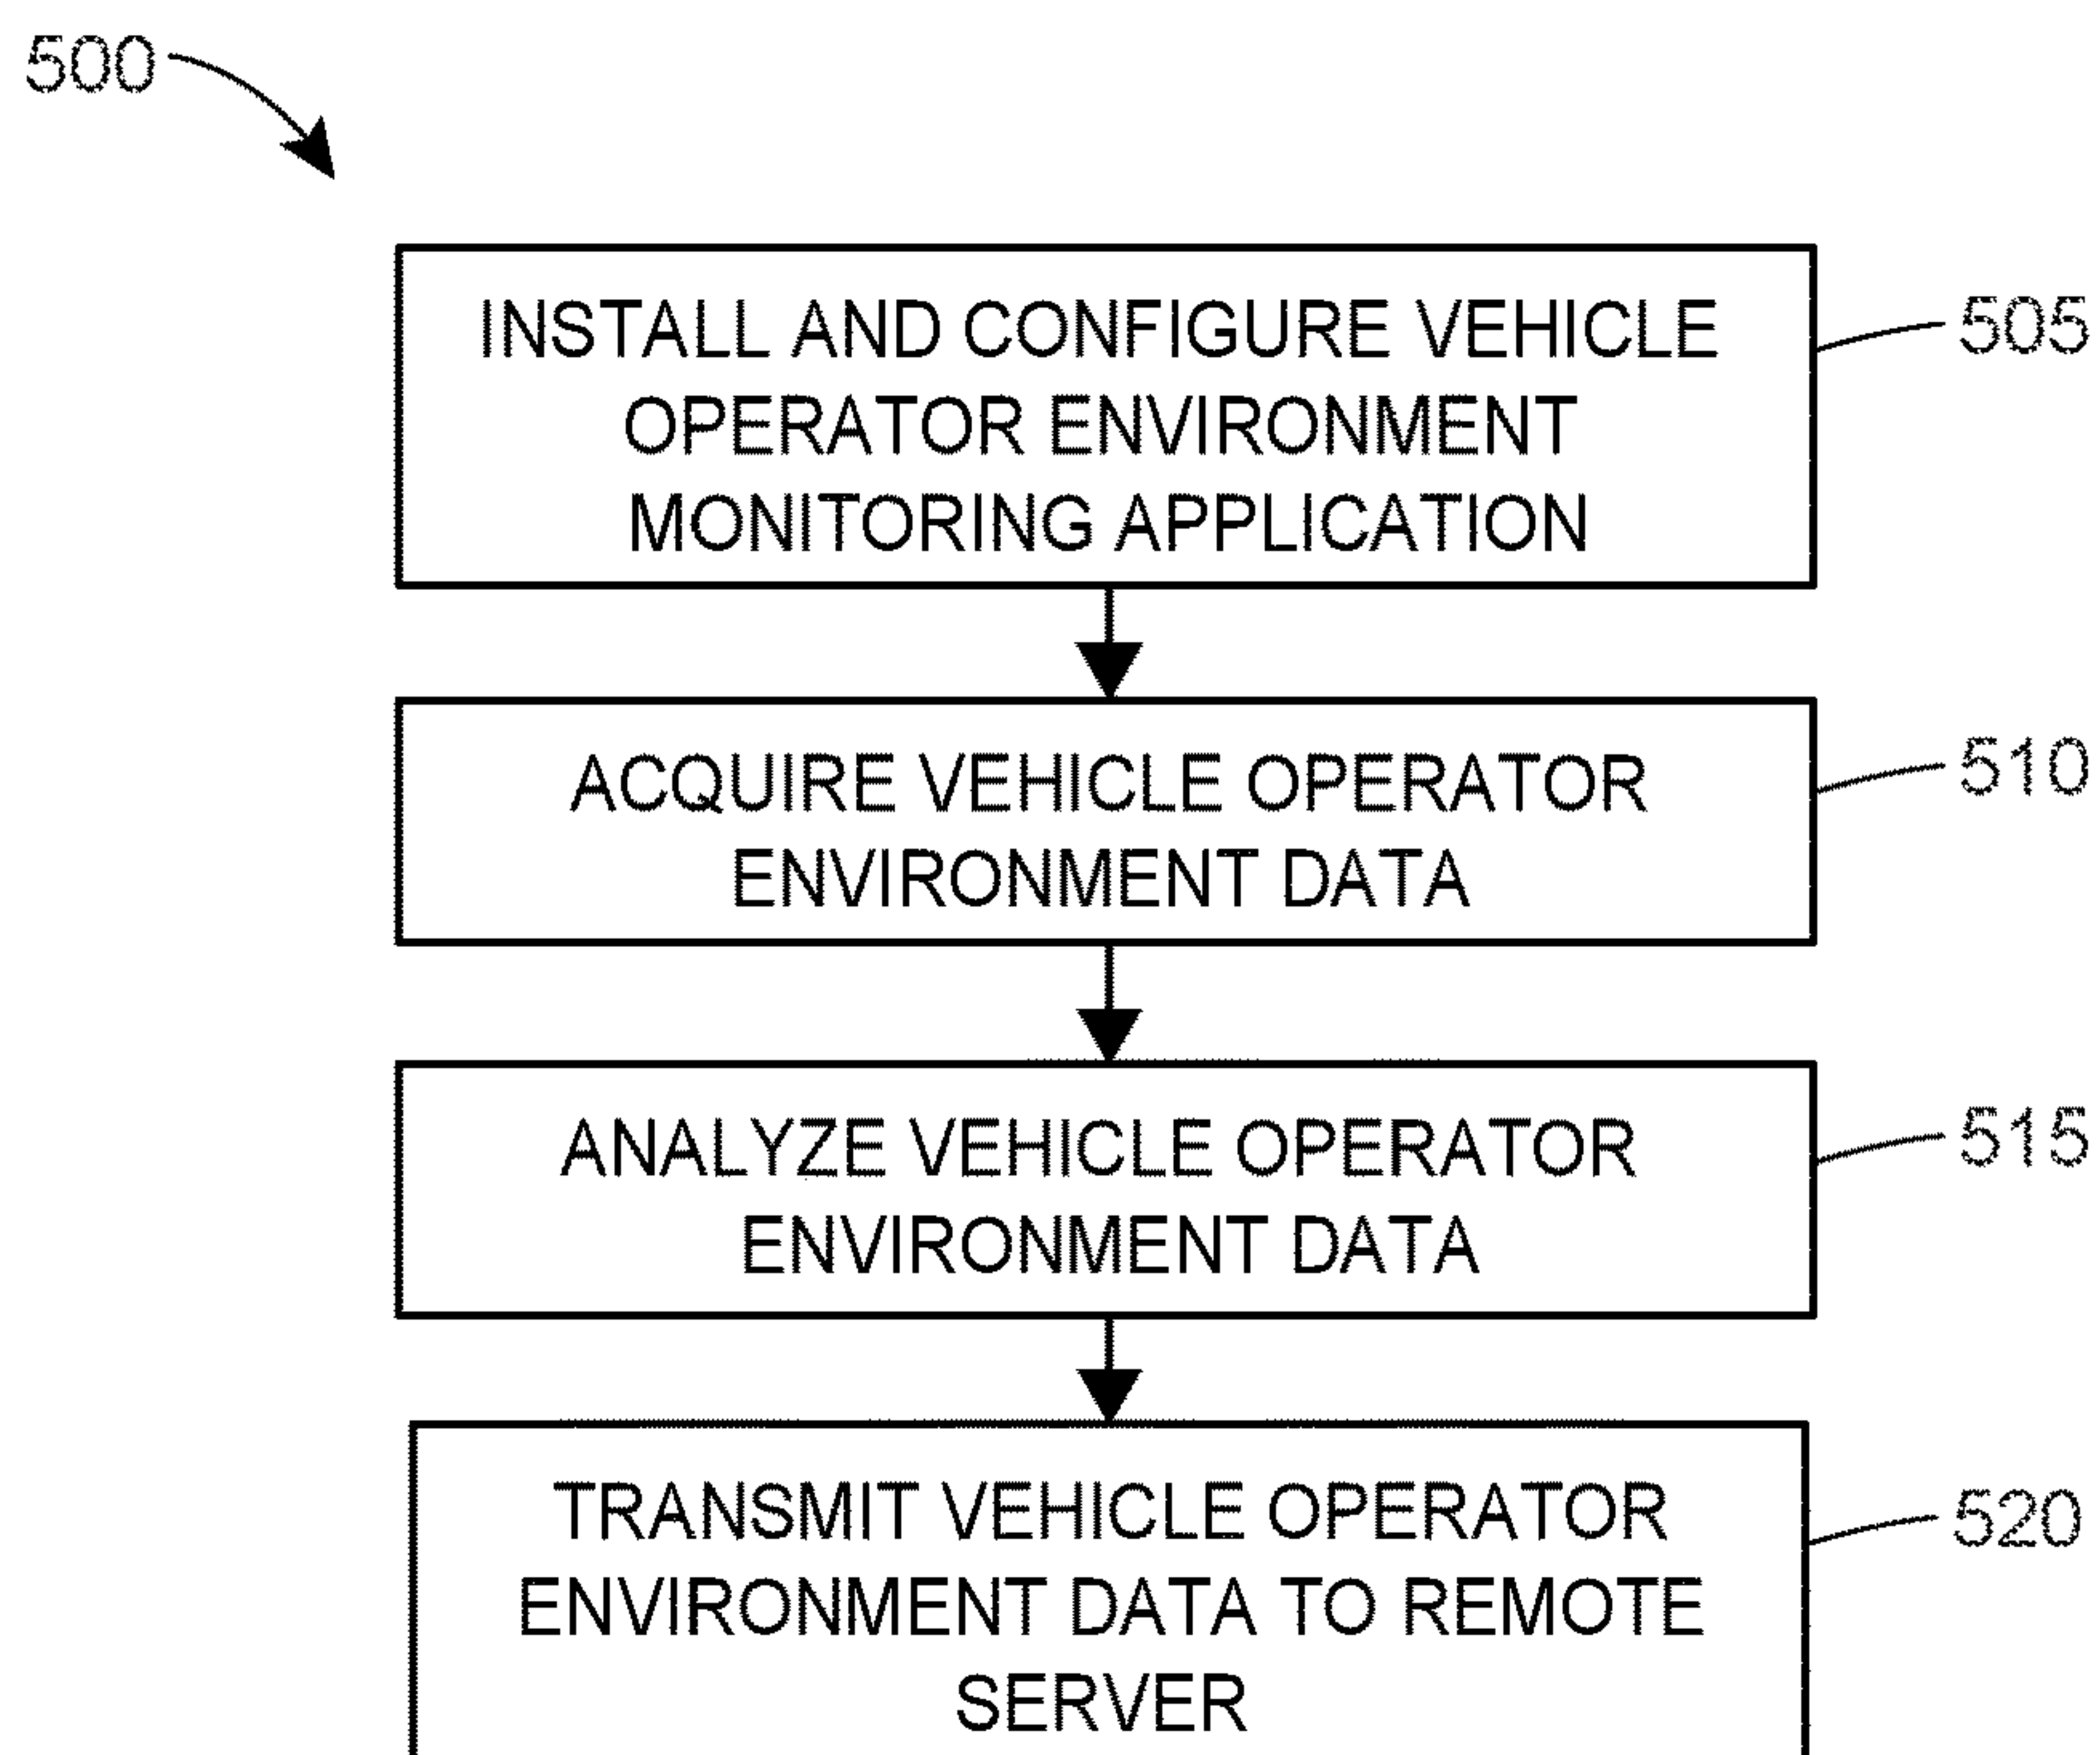 500
INSTALL AND CONFIGURE VEHICLE
OPERATOR ENVIRONMENT
MONITORING APPLICATION
505
ACQUIRE VEHICLE OPERATOR
ENVIRONMENT DATA
510
ANALYZE VEHICLE OPERATOR
ENVIRONMENT DATA
515
TRANSMIT VEHICLE OPERATOR
ENVIRONMENT DATA TO REMOTE
SERVER
520